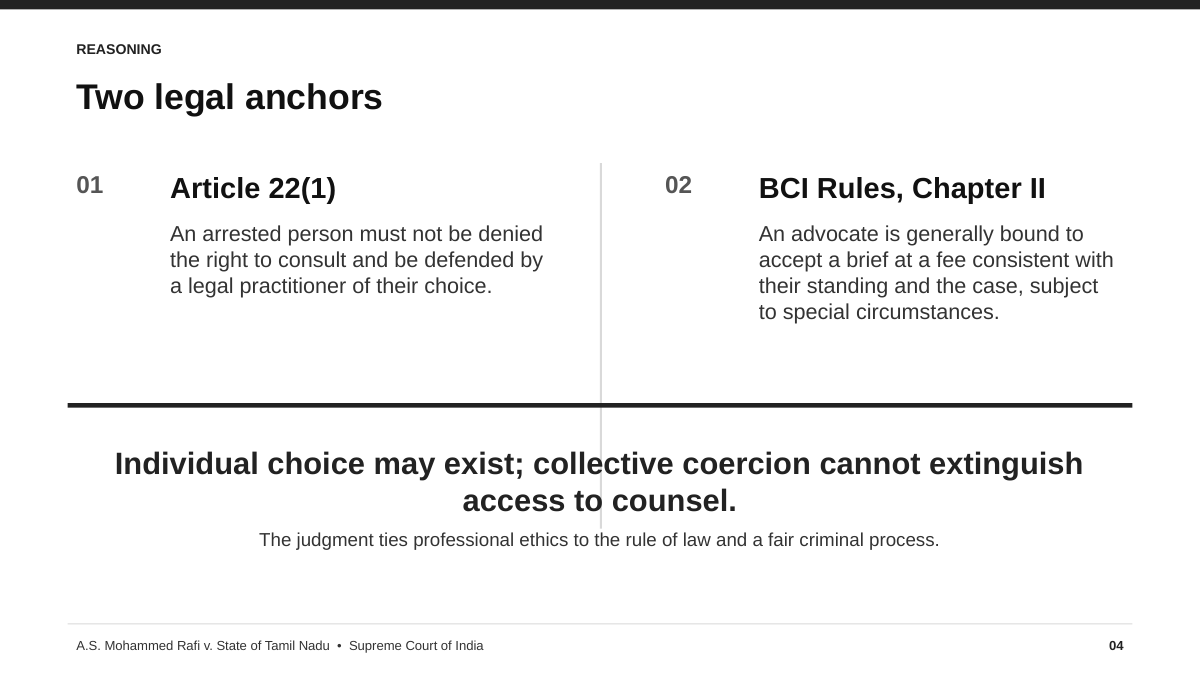 REASONING
Two legal anchors
01
Article 22(1)
An arrested person must not be denied
the right to consult and be defended by
a legal practitioner of their choice.
02
BCI Rules, Chapter II
An advocate is generally bound to
accept a brief at a fee consistent with
their standing and the case, subject
to special circumstances.
Individual choice may exist; collective coercion cannot extinguish
access to counsel.
The judgment ties professional ethics to the rule of law and a fair criminal process.
A.S. Mohammed Rafi v. State of Tamil Nadu • Supreme Court of India
04